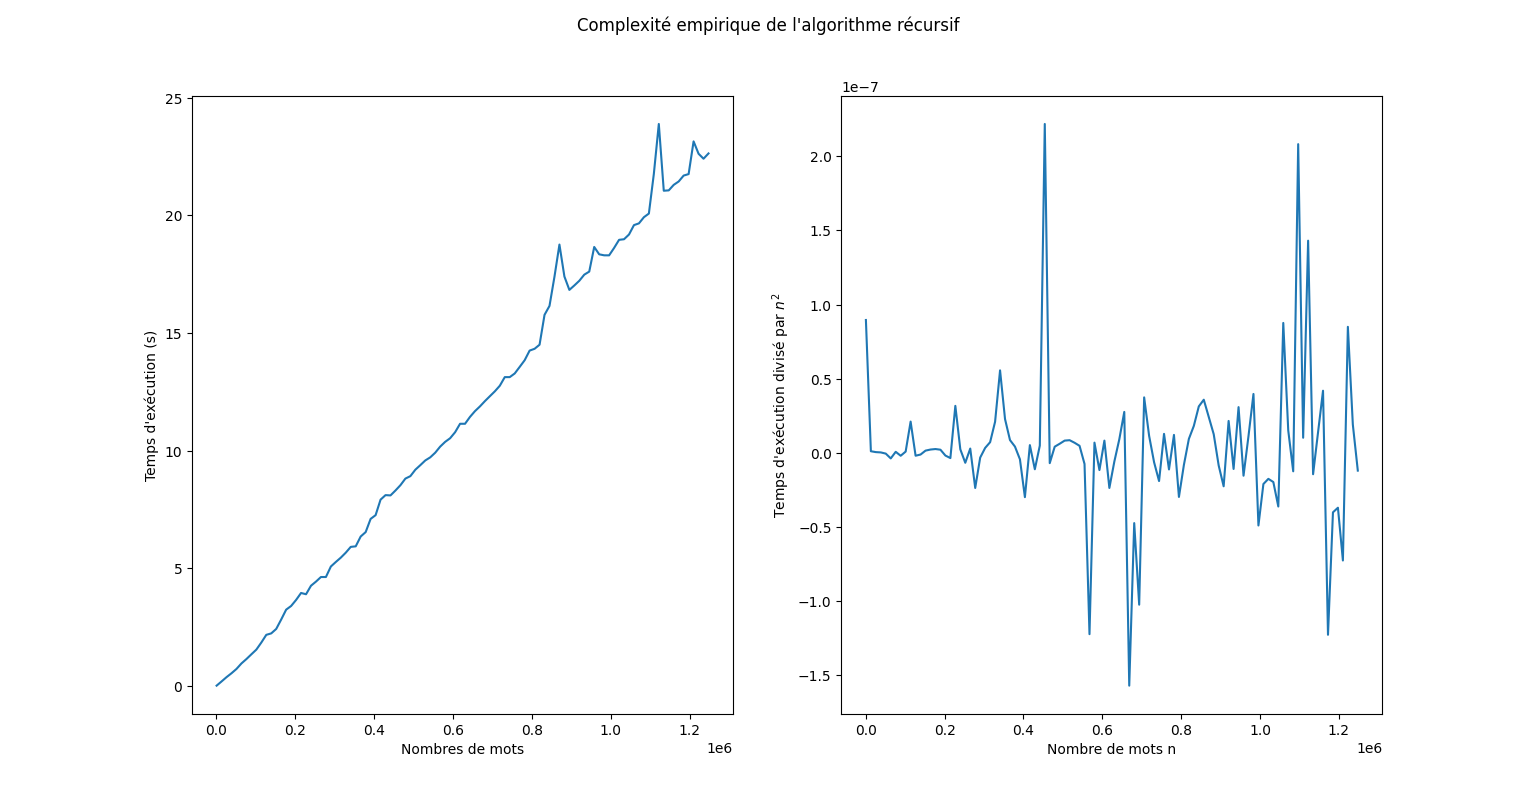 Complexité empirique de l'algorithme récursif
25
20
15
10
5
0
Temps d'exécution (s)
0.0 0.2 0.4 0.6 0.8 1.0 1.2
1e6
Nombres de mots
1e−7
2.0
1.5
1.0
0.5
0.0
−0.5
−1.0
−1.5
Temps d'exécution divisé par n²
0.0 0.2 0.4 0.6 0.8 1.0 1.2
1e6
Nombre de mots n